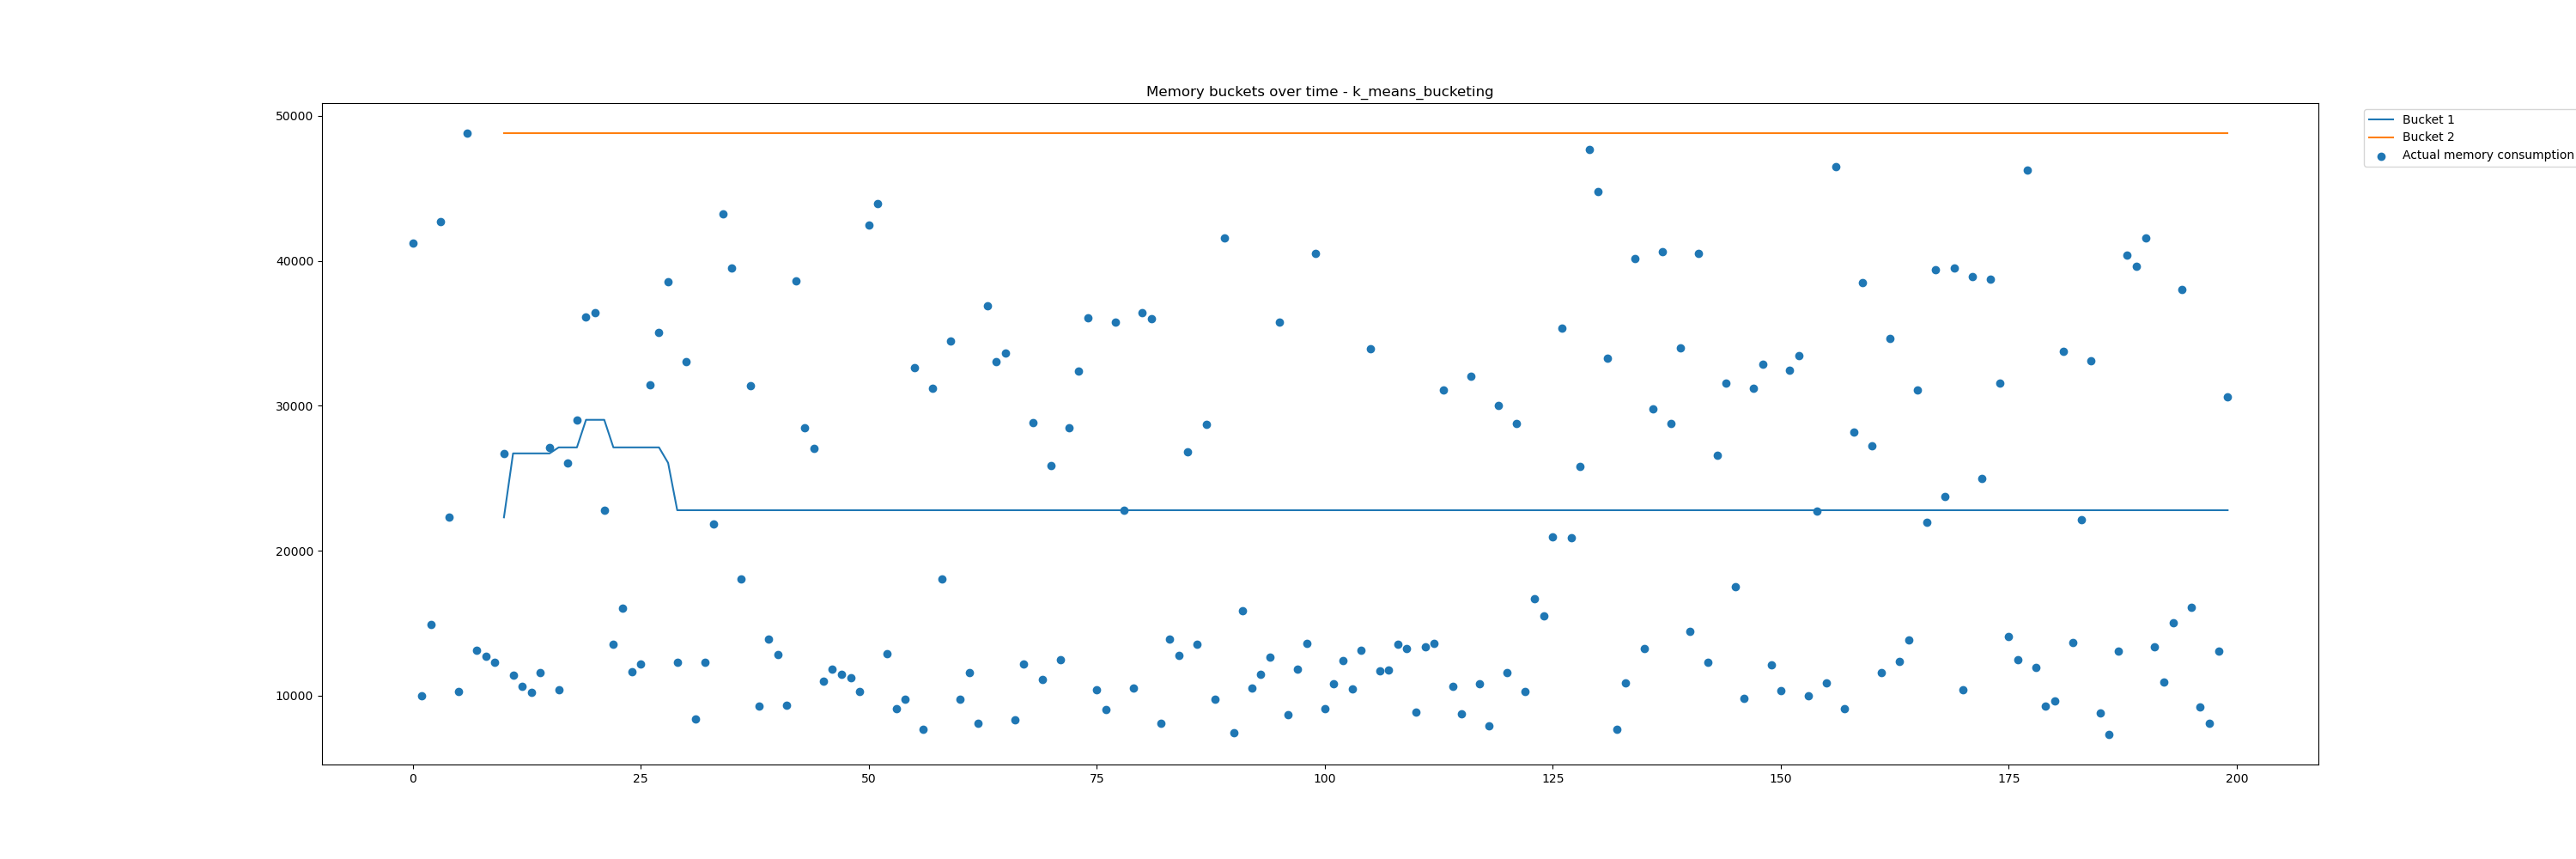 Memory buckets over time - k_means_bucketing
50000
40000
30000
20000
10000
0 25 50 75 100 125 150 175 200
Bucket 1
Bucket 2
Actual memory consumption